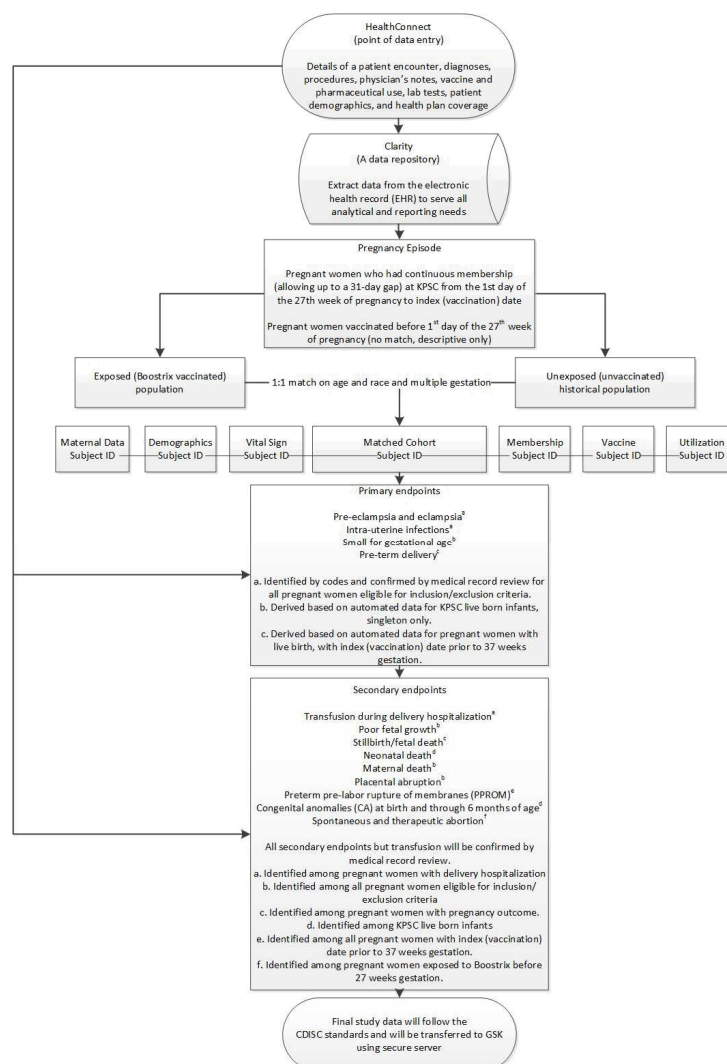 HealthConnect
(point of data entry)
Details of a patient encounter, diagnoses,
procedures, physician's notes, vaccine and
pharmaceutical use, lab tests, patient
demographics, and health plan coverage
Clarity
(A data repository)
Extract data from the electronic
health record (EHR) to serve all
analytical and reporting needs
Pregnancy Episode
Pregnant women who had continuous membership
(allowing up to a 31-day gap) at KPSC from the 1st day of
the 27th week of pregnancy to index (vaccination) date
Pregnant women vaccinated before 1st day of the 27th week
of pregnancy (no match, descriptive only)
Exposed (Boostrix vaccinated)
population
1:1 match on age and race and multiple gestation
Unexposed (unvaccinated)
historical population
Maternal Data
Subject ID
Demographics
Subject ID
Vital Sign
Subject ID
Matched Cohort
Subject ID
Membership
Subject ID
Vaccine
Subject ID
Utilization
Subject ID
Primary endpoints
Pre-eclampsia and eclampsiaa
Intra-uterine infectionsa
Small for gestational ageb
Pre-term deliveryc
a. Identified by codes and confirmed by medical record review for
all pregnant women eligible for inclusion/exclusion criteria.
b. Derived based on automated data for KPSC live born infants,
singleton only.
c. Derived based on automated data for pregnant women with
live birth, with index (vaccination) date prior to 37 weeks
gestation.
Secondary endpoints
Transfusion during delivery hospitalizationa
Poor fetal growthb
Stillbirth/fetal deathc
Neonatal deathd
Maternal deathb
Placental abruptionb
Preterm pre-labor rupture of membranes (PPROM)e
Congenital anomalies (CA) at birth and through 6 months of aged
Spontaneous and therapeutic abortionf
All secondary endpoints but transfusion will be confirmed by
medical record review.
a. Identified among pregnant women with delivery hospitalization
b. Identified among all pregnant women eligible for inclusion/
exclusion criteria
c. Identified among pregnant women with pregnancy outcome.
d. Identified among KPSC live born infants
e. Identified among all pregnant women with index (vaccination)
date prior to 37 weeks gestation.
f. Identified among pregnant women exposed to Boostrix before
27 weeks gestation.
Final study data will follow the
CDISC standards and will be transferred to GSK
using secure server